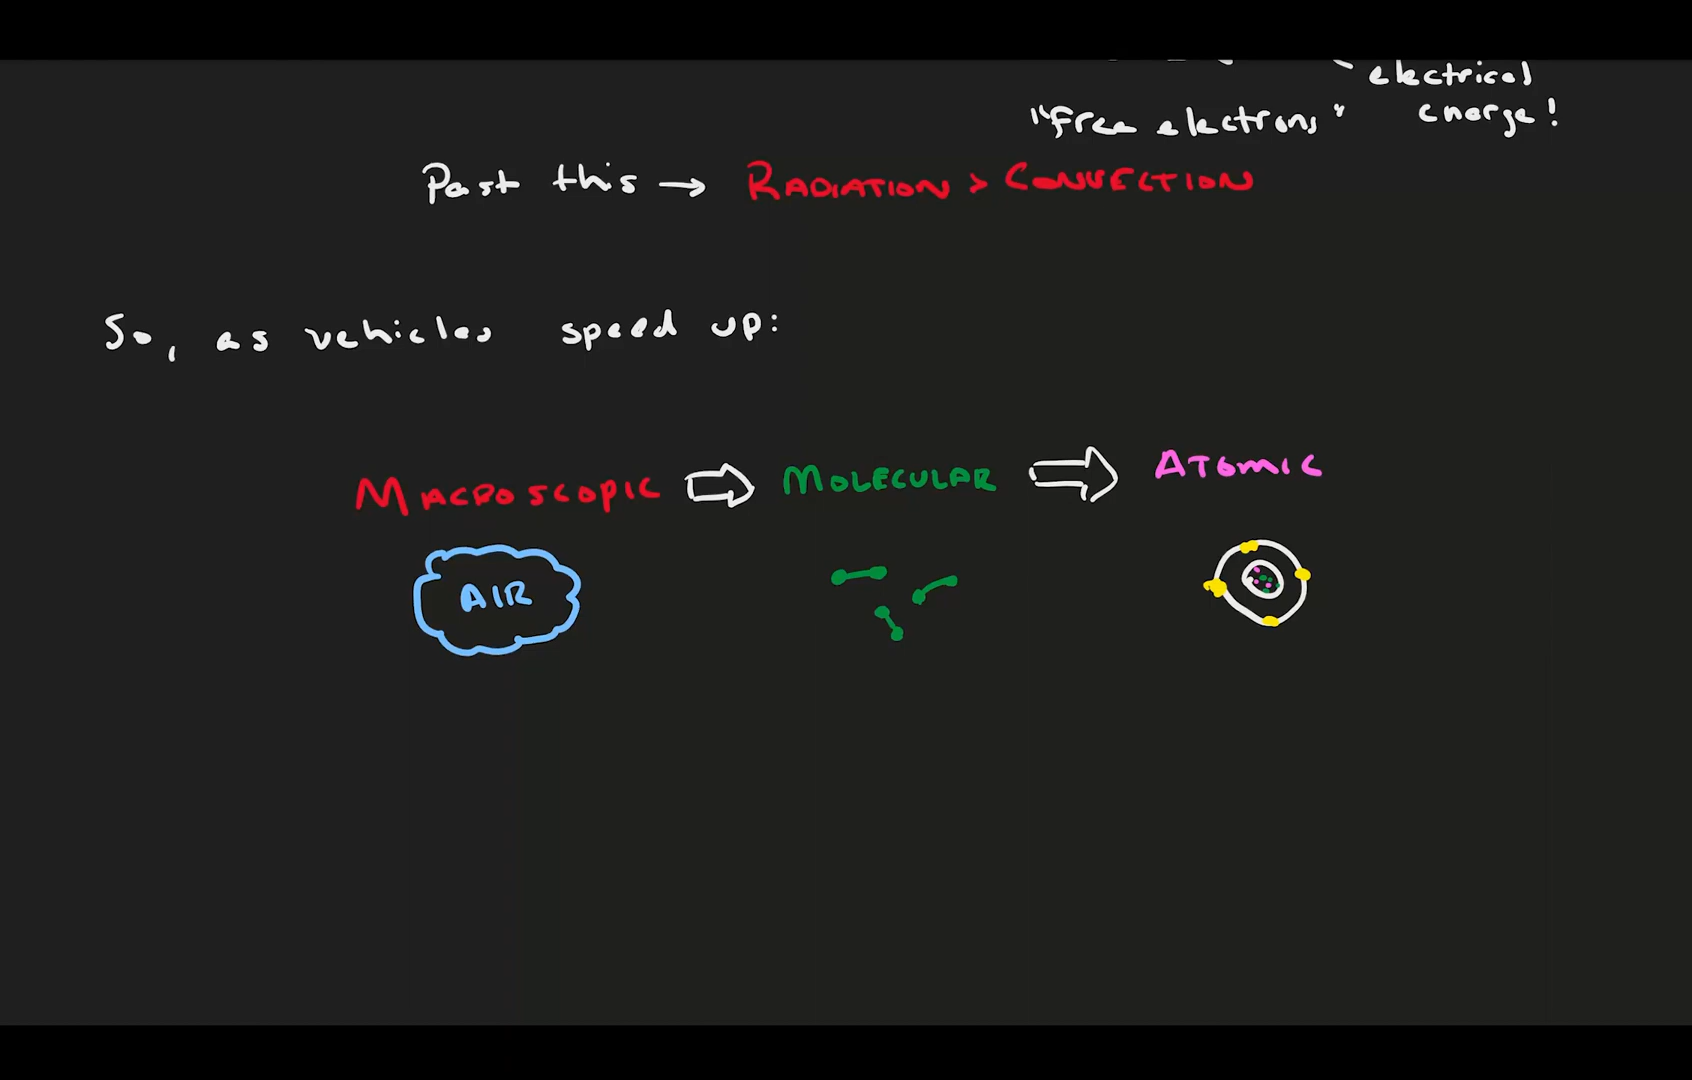 electrical
"Free electrons" charge!
Past this → RADIATION > CONVECTION
So, as vehicles speed up:
MACROSCOPIC ⇨ MOLECULAR ⇨ ATOMIC
AIR